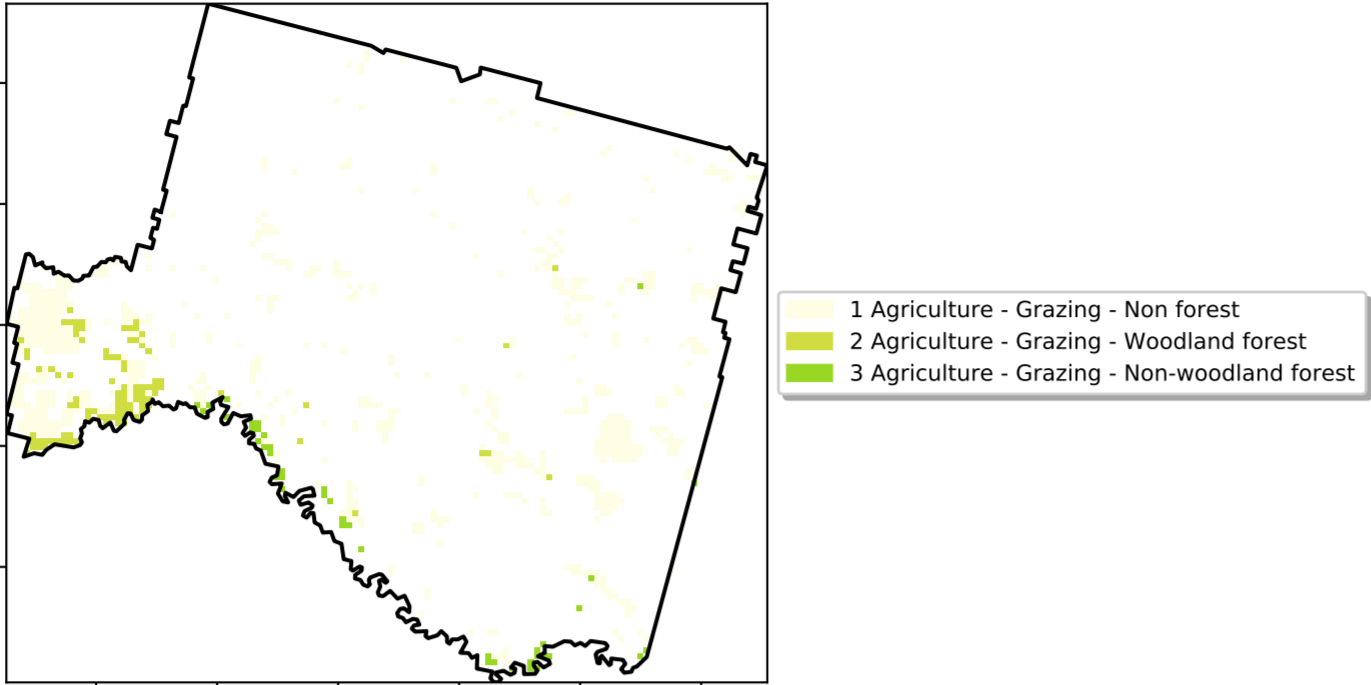 1 Agriculture - Grazing - Non forest
2 Agriculture - Grazing - Woodland forest
3 Agriculture - Grazing - Non-woodland forest